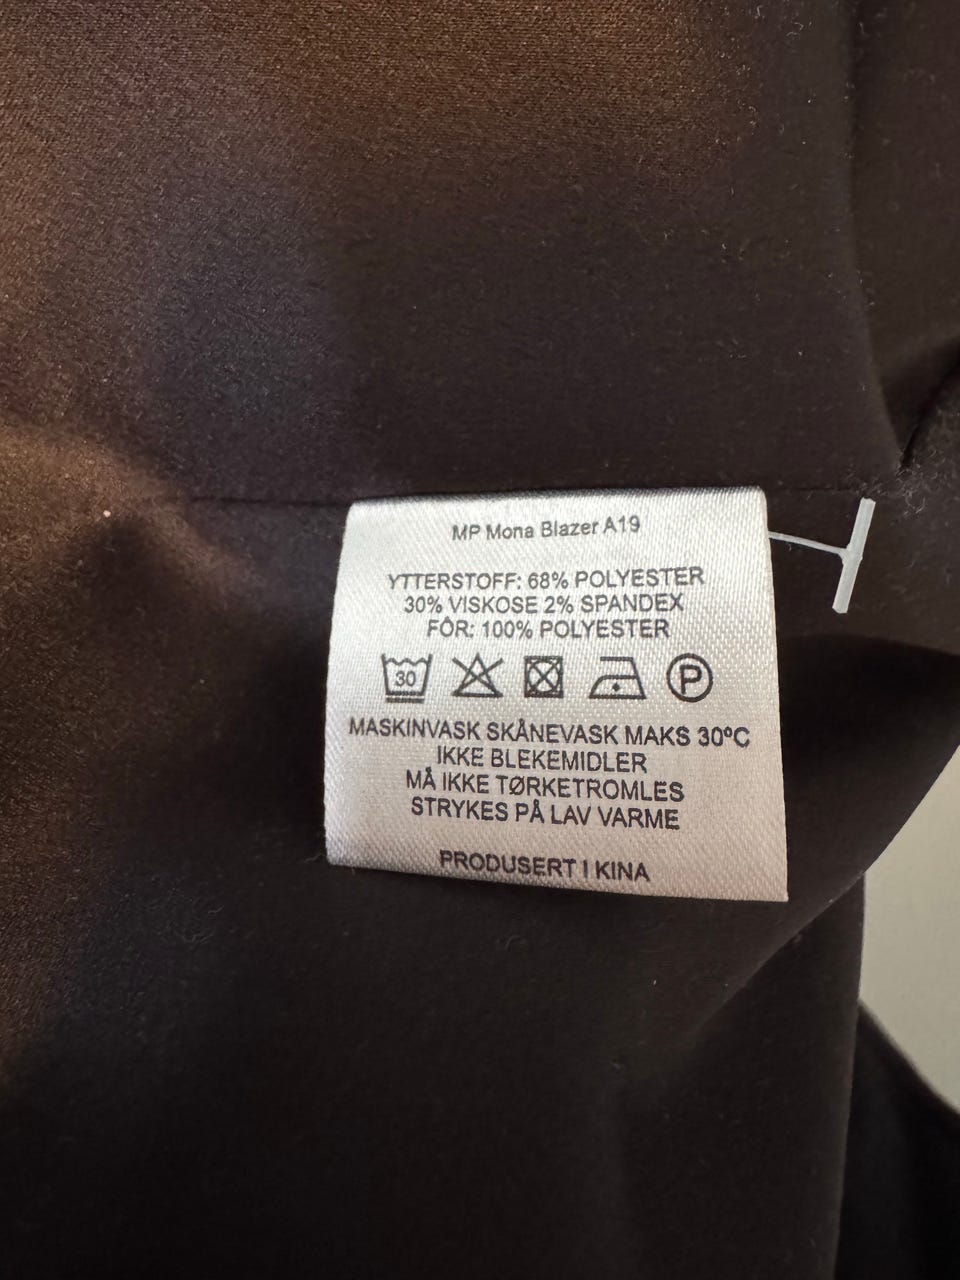 MP Mona Blazer A19
YTTERSTOFF: 68% POLYESTER
30% VISKOSE 2% SPANDEX
FÔR: 100% POLYESTER
30 P
MASKINVASK SKÅNEVASK MAKS 30ºC
IKKE BLEKEMIDLER
MÅ IKKE TØRKETROMLES
STRYKES PÅ LAV VARME
PRODUSERT I KINA